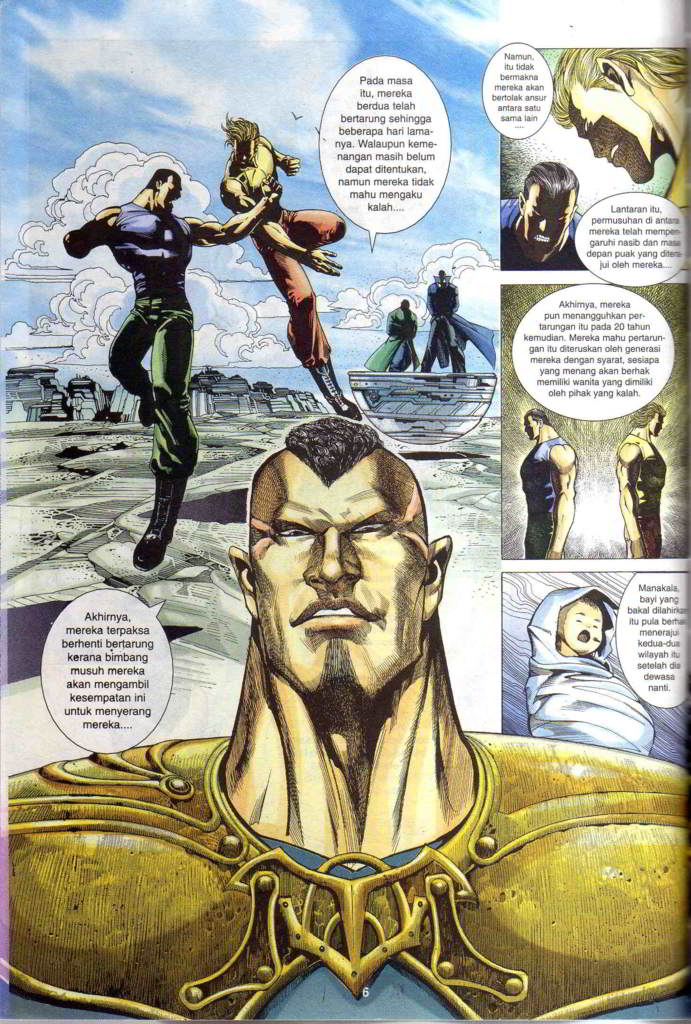 Pada masa
itu, mereka
berdua telah
bertarung sehingga
beberapa hari lama-
nya. Walaupun keme-
nangan masih belum
dapat ditentukan,
namun mereka tidak
mahu mengaku
kalah....
Akhirnya,
mereka terpaksa
berhenti bertarung
kerana bimbang
musuh mereka
akan mengambil
kesempatan ini
untuk menyerang
mereka....
Namun,
itu tidak
bermakna
mereka akan
bertolak ansur
antara satu
sama lain
....
Lantaran itu,
permusuhan di antara
mereka telah mempen-
garuhi nasib dan masa
depan puak yang ditera-
jui oleh mereka....
Akhirnya, mereka
pun menangguhkan per-
tarungan itu pada 20 tahun
kemudian. Mereka mahu pertarun-
gan itu diteruskan oleh generasi
mereka dengan syarat, sesiapa
yang menang akan berhak
memiliki wanita yang dimiliki
oleh pihak yang kalah.
Manakala,
bayi yang
bakal dilahirkan
itu pula
menerajui
kedua-dua
wilayah itu
setelah dia
dewasa
nanti.
6